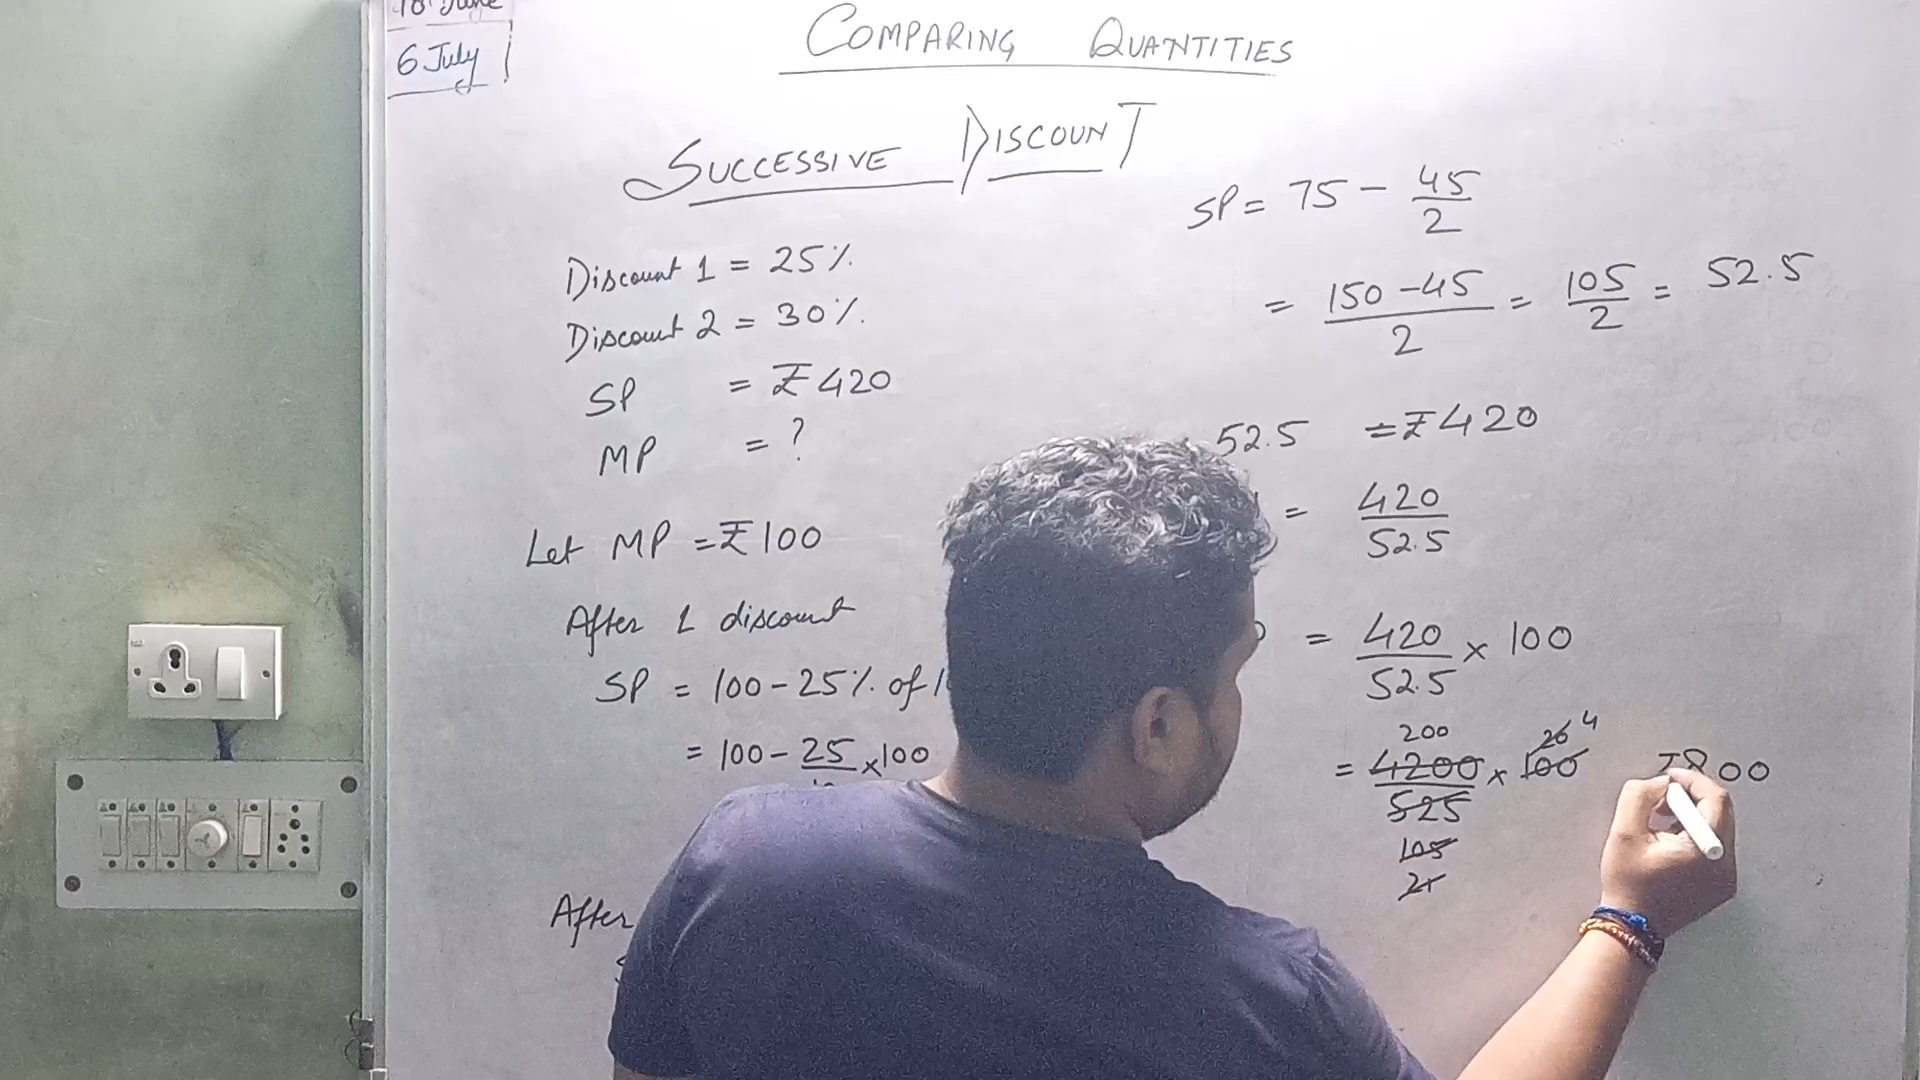 18 June
6 July
COMPARING QUANTITIES
SUCCESSIVE DISCOUNT
Discount 1 = 25%.
Discount 2 = 30%.
SP = ₹420
MP = ?
Let MP = ₹100
After 1 discount
SP = 100 - 25% of 1
= 100 - 25 × 100
After
SP = 75 - 45/2
= 150 - 45/2 = 105/2 = 52.5
52.5 = ₹420
= 420/52.5
= 420/52.5 × 100
200 20 4
= 4200/525 × 100 ₹800
105
21